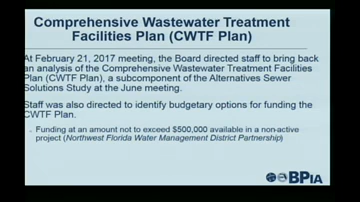 Comprehensive Wastewater Treatment
Facilities Plan (CWTF Plan)
At February 21, 2017 meeting, the Board directed staff to bring back
an analysis of the Comprehensive Wastewater Treatment Facilities
Plan (CWTF Plan), a subcomponent of the Alternatives Sewer
Solutions Study at the June meeting.
Staff was also directed to identify budgetary options for funding the
CWTF Plan.
Funding at an amount not to exceed $500,000 available in a non-active
project (Northwest Florida Water Management District Partnership)
BPIA